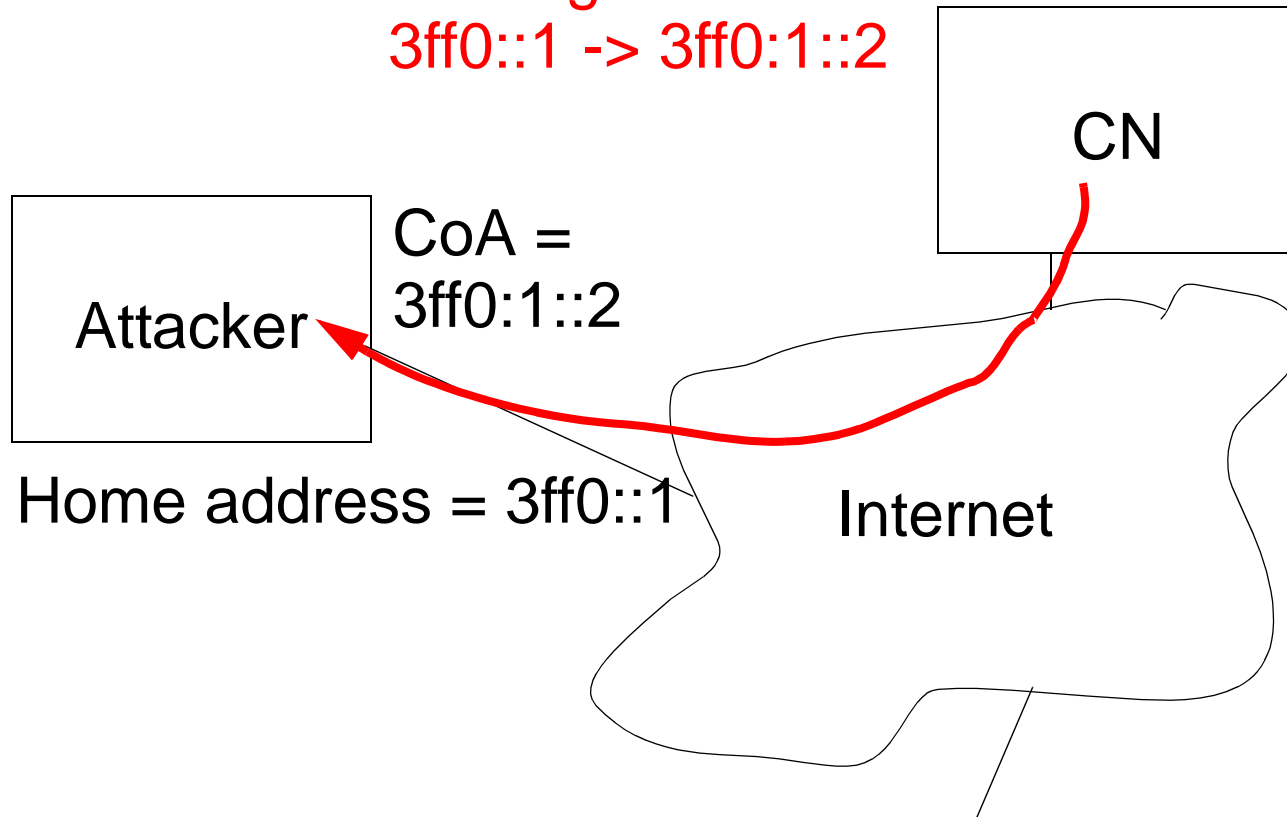 3ff0::1 -> 3ff0:1::2
CN
CoA =
3ff0:1::2
Attacker
Home address = 3ff0::1
Internet